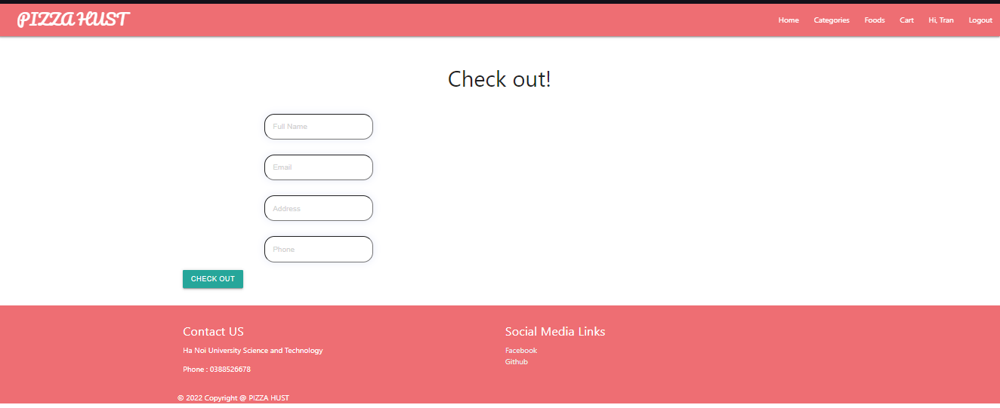 PIZZA HUST
Home Categories Foods Cart Hi, Tran Logout
Check out!
Full Name
Email
Address
Phone
CHECK OUT
Contact US
Ha Noi University Science and Technology
Phone : 0388526678
Social Media Links
Facebook
Github
© 2022 Copyright @ PIZZA HUST